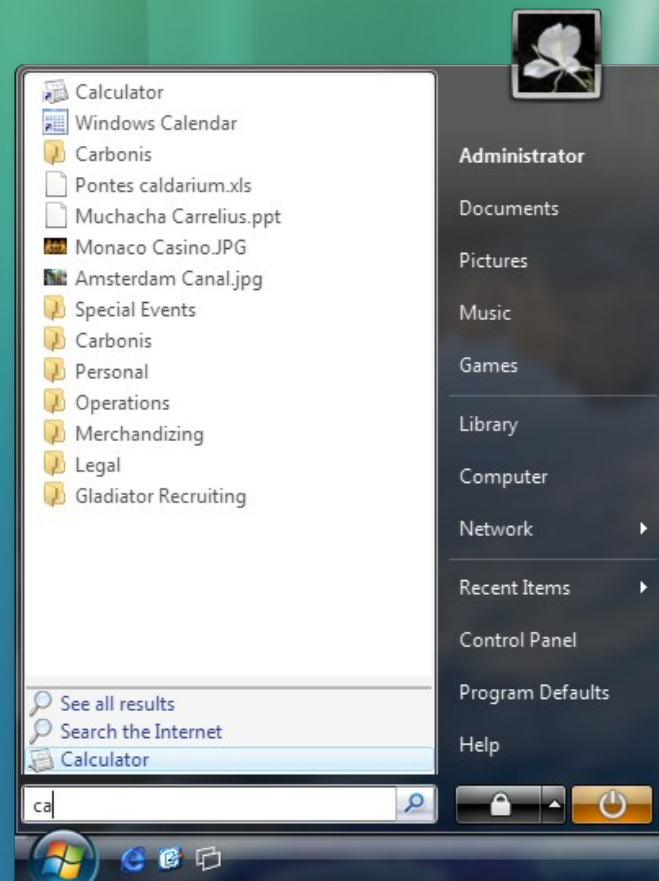 Calculator
Windows Calendar
Carbonis
Pontes caldarium.xls
Muchacha Carrelius.ppt
Monaco Casino.JPG
Amsterdam Canal.jpg
Special Events
Carbonis
Personal
Operations
Merchandizing
Legal
Gladiator Recruiting
See all results
Search the Internet
Calculator
ca
Administrator
Documents
Pictures
Music
Games
Library
Computer
Network
Recent Items
Control Panel
Program Defaults
Help